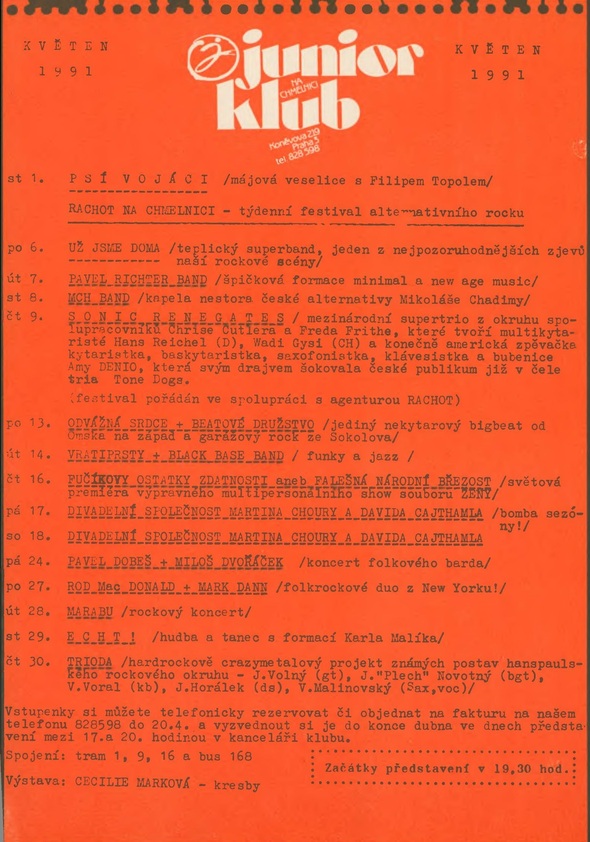 KVĚTEN
1991
junior
klub
NA
CHMELNICI
Koněvova 219
Praha 3
tel. 828 598
KVĚTEN
1991
st 1. PSÍ VOJÁCI /májová veselice s Filipem Topolem/
RACHOT NA CHMELNICI - týdenní festival alternativního rocku
po 6. UŽ JSME DOMA /teplický superband, jeden z nejpozoruhodnějších zjevů
naší rockové scény/
út 7. PAVEL RICHTER BAND /špičková formace minimal a new age music/
st 8. MCH BAND /kapela nestora české alternativy Mikoláše Chadimy/
čt 9. SONIC RENEGATES / mezinárodní supertrio z okruhu spo-
lupracovníků Chrise Cutlera a Freda Frithe, které tvoří multikyta-
risté Hans Reichel (D), Wadi Gysi (CH) a konečně americká zpěvačka
kytaristka, baskytaristka, saxofonistka, klávesistka a bubenice
Amy DENIO, která svým drajvem šokovala české publikum již v čele
tria Tone Dogs.
(festival pořádán ve spolupráci s agenturou RACHOT)
po 13. ODVÁŽNÁ SRDCE + BEATOVÉ DRUŽSTVO /jediný nekytarový bigbeat od
Omska na západ a garážový rock ze Sokolova/
út 14. VRATIPRSTY + BLACK BASE BAND / funky a jazz /
čt 16. FUČÍKOVY OSTATKY ZDATNOSTI aneb FALEŠNÁ NÁRODNÍ BŘEZOST /světová
premiéra výpravného multipersonálního show souboru ŽENY/
pá 17. DIVADELNÍ SPOLEČNOST MARTINA CHOURY A DAVIDA CAJTHAMLA /bomba sezó-
ny!/
so 18. DIVADELNÍ SPOLEČNOST MARTINA CHOURY A DAVIDA CAJTHAMLA
pá 24. PAVEL DOBEŠ + MILOŠ DVOŘÁČEK /koncert folkového barda/
po 27. ROD Mac DONALD + MARK DANN /folkrockové duo z New Yorku!/
út 28. MARABU /rockový koncert/
st 29. ECHT! /hudba a tanec s formací Karla Malíka/
čt 30. TRIODA /hardrockově crazymetalový projekt známých postav hanspauls-
kého rockového okruhu - J.Volný (gt), J."Plech" Novotný (bgt),
V.Voral (kb), J.Horálek (ds), V.Malinovský (Sax,voc)/
Vstupenky si můžete telefonicky rezervovat či objednat na fakturu na našem
telefonu 828598 do 20.4. a vyzvednout si je do konce dubna ve dnech předsta-
vení mezi 17.a 20. hodinou v kanceláři klubu.
Spojení: tram 1, 9, 16 a bus 168
Začátky představení v 19,30 hod.
Výstava: CECILIE MARKOVÁ - kresby